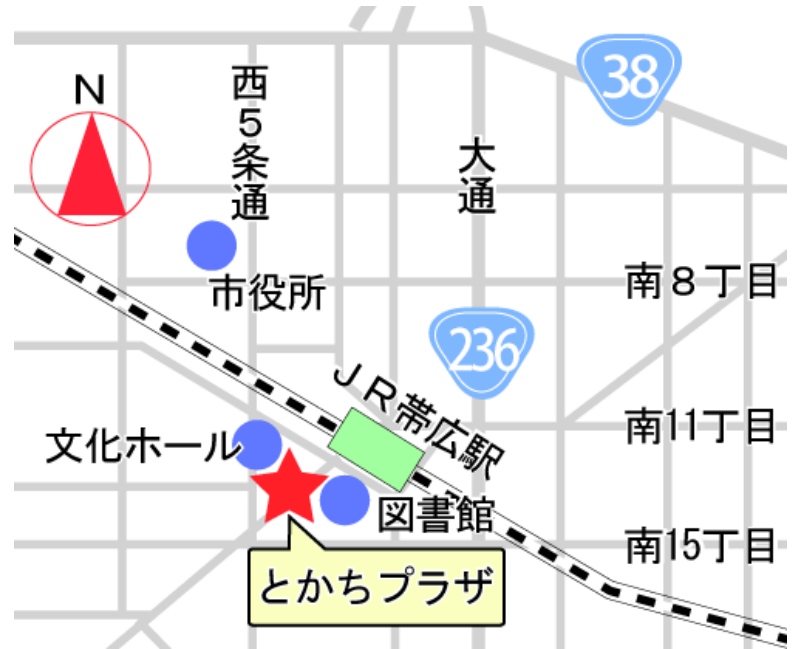 N
38
西5条通
大通
市役所
南８丁目
236
ＪＲ帯広駅
南11丁目
文化ホール
図書館
南15丁目
とかちプラザ